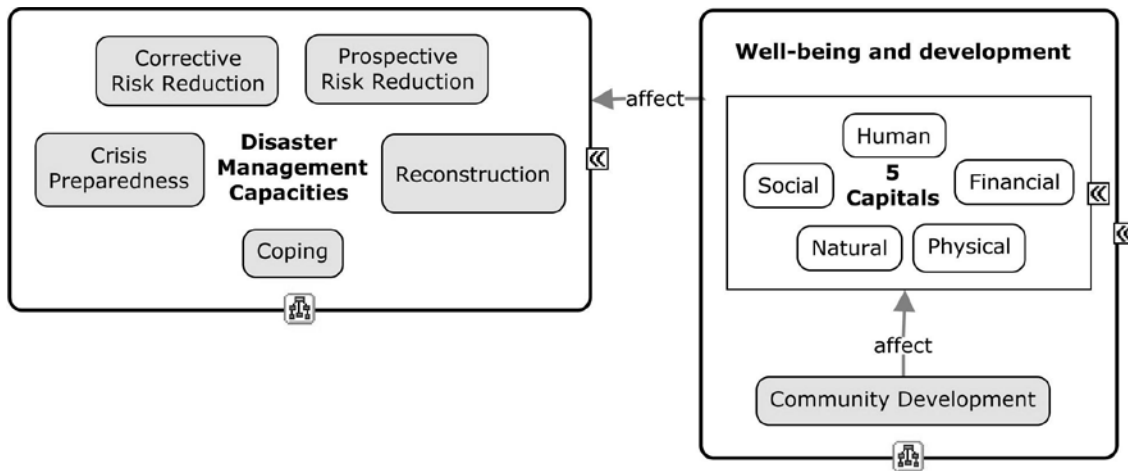 Corrective
Risk Reduction
Prospective
Risk Reduction
Crisis
Preparedness
Disaster
Management
Capacities
Reconstruction
Coping
affect
Well-being and development
Human
Social
5
Capitals
Financial
Natural
Physical
affect
Community Development